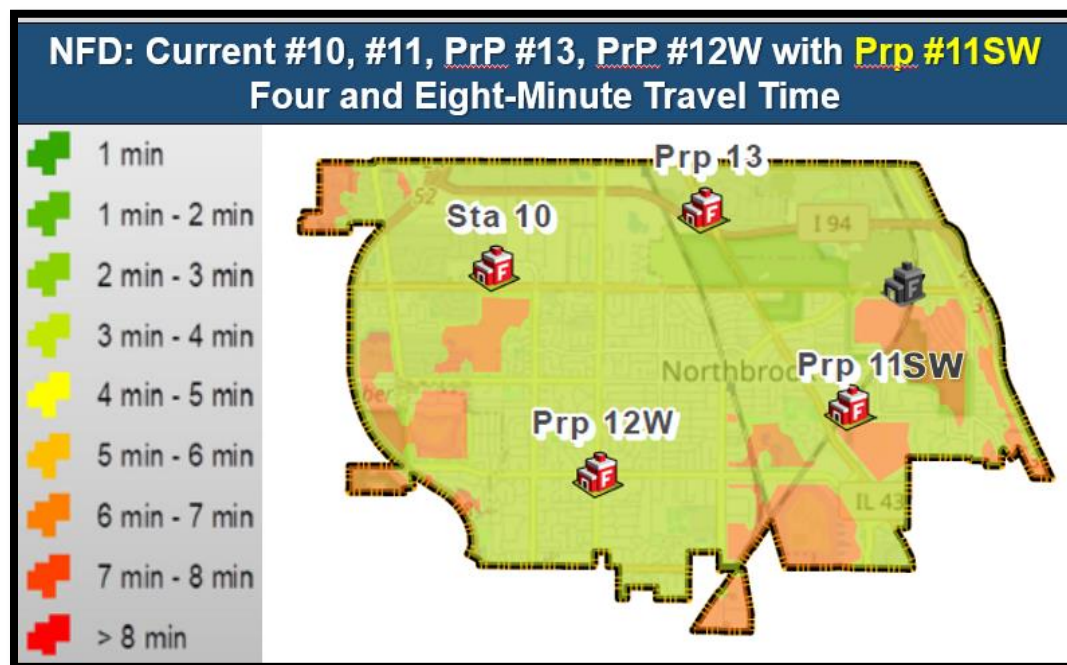 NFD: Current #10, #11, PrP #13, PrP #12W with Prp #11SW
Four and Eight-Minute Travel Time
1 min
1 min - 2 min
2 min - 3 min
3 min - 4 min
4 min - 5 min
5 min - 6 min
6 min - 7 min
7 min - 8 min
> 8 min
Prp 13
52
Sta 10
I 94
F
F
F
Northbro
Prp 11SW
F
Prp 12W
F
IL 43